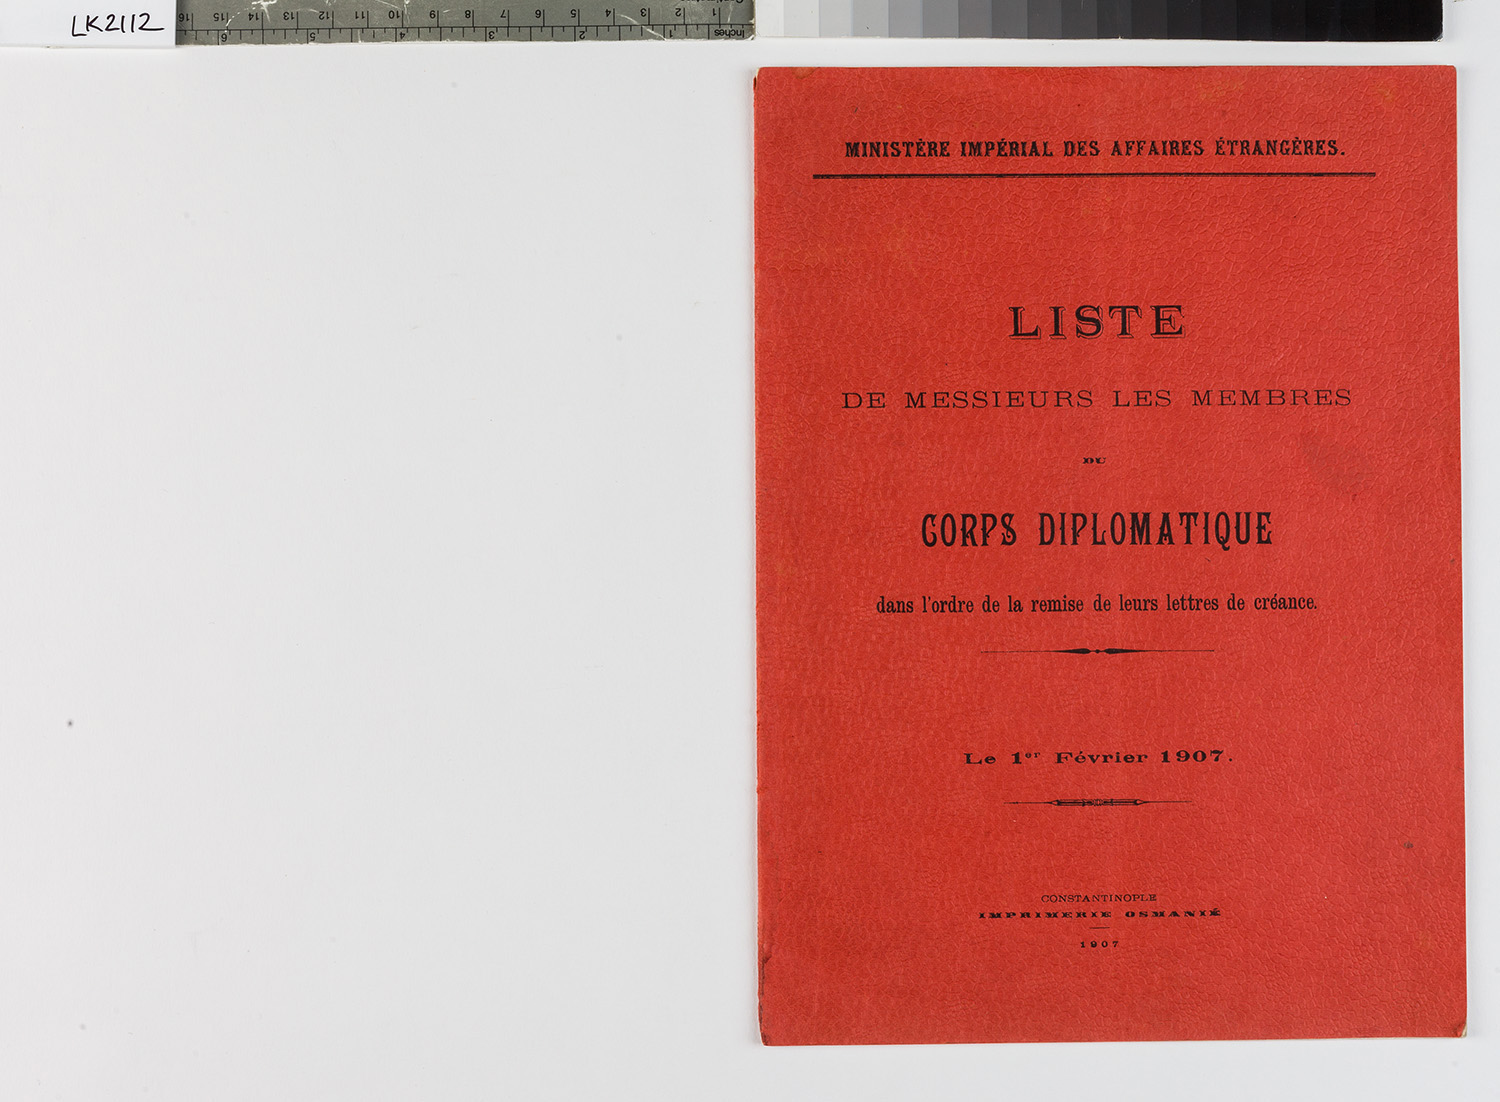 LK2112
MINISTÈRE IMPÉRIAL DES AFFAIRES ÉTRANGÈRES.
LISTE
DE MESSIEURS LES MEMBRES
DU
CORPS DIPLOMATIQUE
dans l'ordre de la remise de leurs lettres de créance.
Le 1er Février 1907.
CONSTANTINOPLE
IMPRIMERIE OSMANIÉ
1907